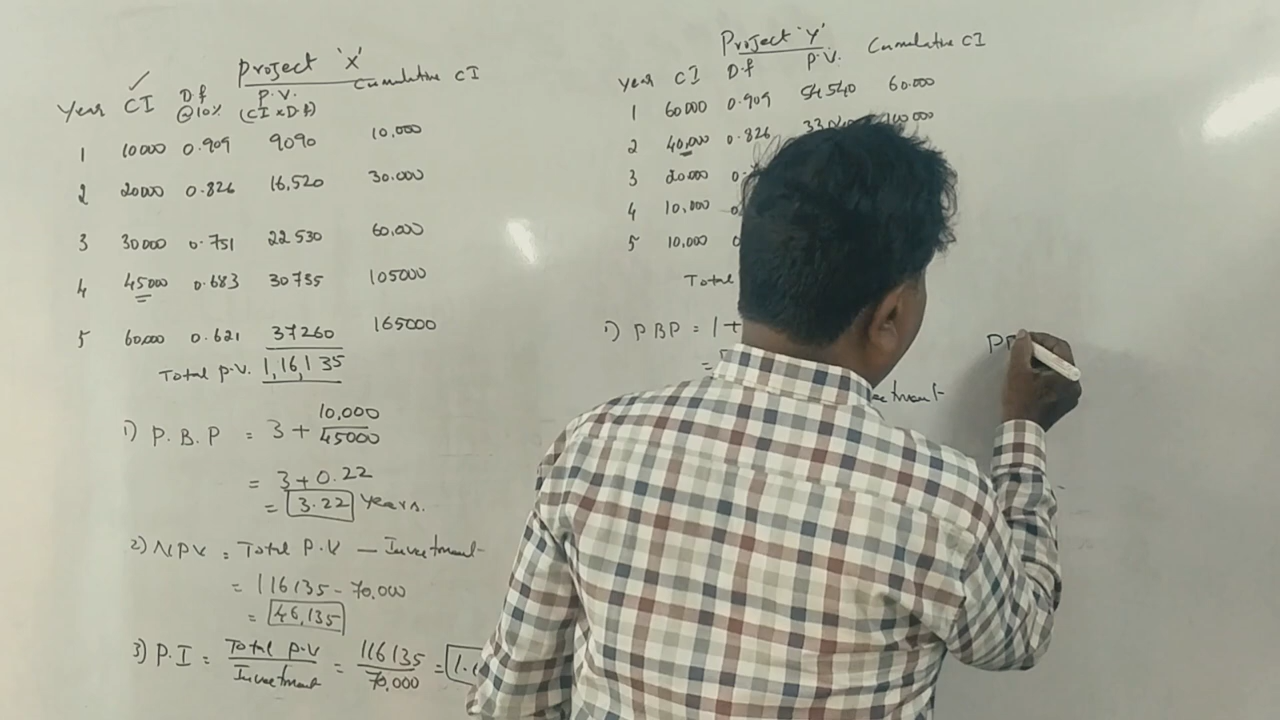 Project 'X'
Year CI D.f @10% P.V. (CI x D.f) Cumulative CI
1 10000 0.909 9090 10,000
2 20000 0.826 16,520 30.000
3 30000 0.751 22530 60,000
4 45000 0.683 30735 105000
5 60,000 0.621 37260 165000
Total P.V. 1,16,135
1) P.B.P = 3 + 10,000/45000
= 3+0.22
= 3.22 Years.
2) NPV = Total P.V — Investment
= 116135 - 70,000
= 46,135
3) P.I = Total P.V/Investment = 116135/70,000 =
Project 'Y'
Year CI D.f P.V. Cumulative CI
1 60000 0.909 54540 60.000
2 40,000 0.826
3 20.000
4 10,000
5 10,000
Total
1) PBP = 1+
=